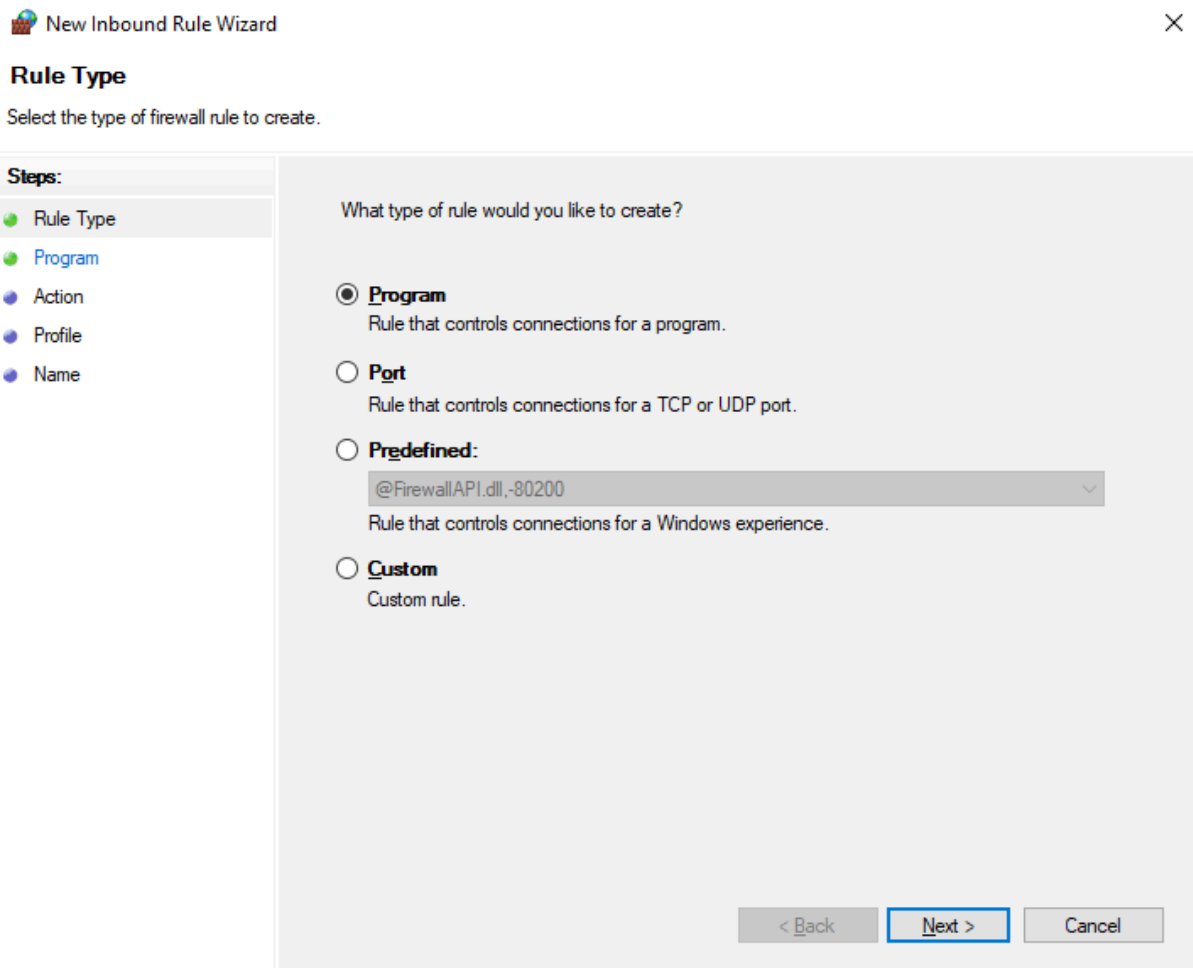 New Inbound Rule Wizard
Rule Type
Select the type of firewall rule to create.
Steps:
Rule Type
Program
Action
Profile
Name
What type of rule would you like to create?
Program
Rule that controls connections for a program.
Port
Rule that controls connections for a TCP or UDP port.
Predefined:
@FirewallAPI.dll,-80200
Rule that controls connections for a Windows experience.
Custom
Custom rule.
< Back Next > Cancel